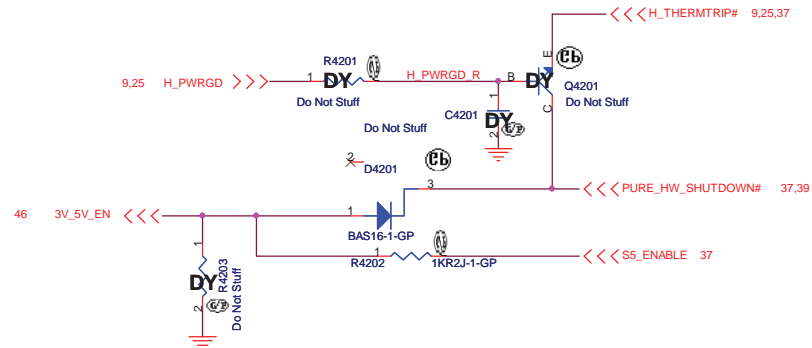 H_THERMTRIP# 9,25,37
R4201
9,25 H_PWRGD
1
DY
2
H_PWRGD_R
B
DY
E
C
Q4201
Do Not Stuff
Do Not Stuff
Do Not Stuff
C4201
1
DY
2
G/P
2
D4201
3
PURE_HW_SHUTDOWN# 37,39
46 3V_5V_EN
1
BAS16-1-GP
1
DY
2
R4203
Do Not Stuff
G/P
R4202
1
1KR2J-1-GP
S5_ENABLE 37